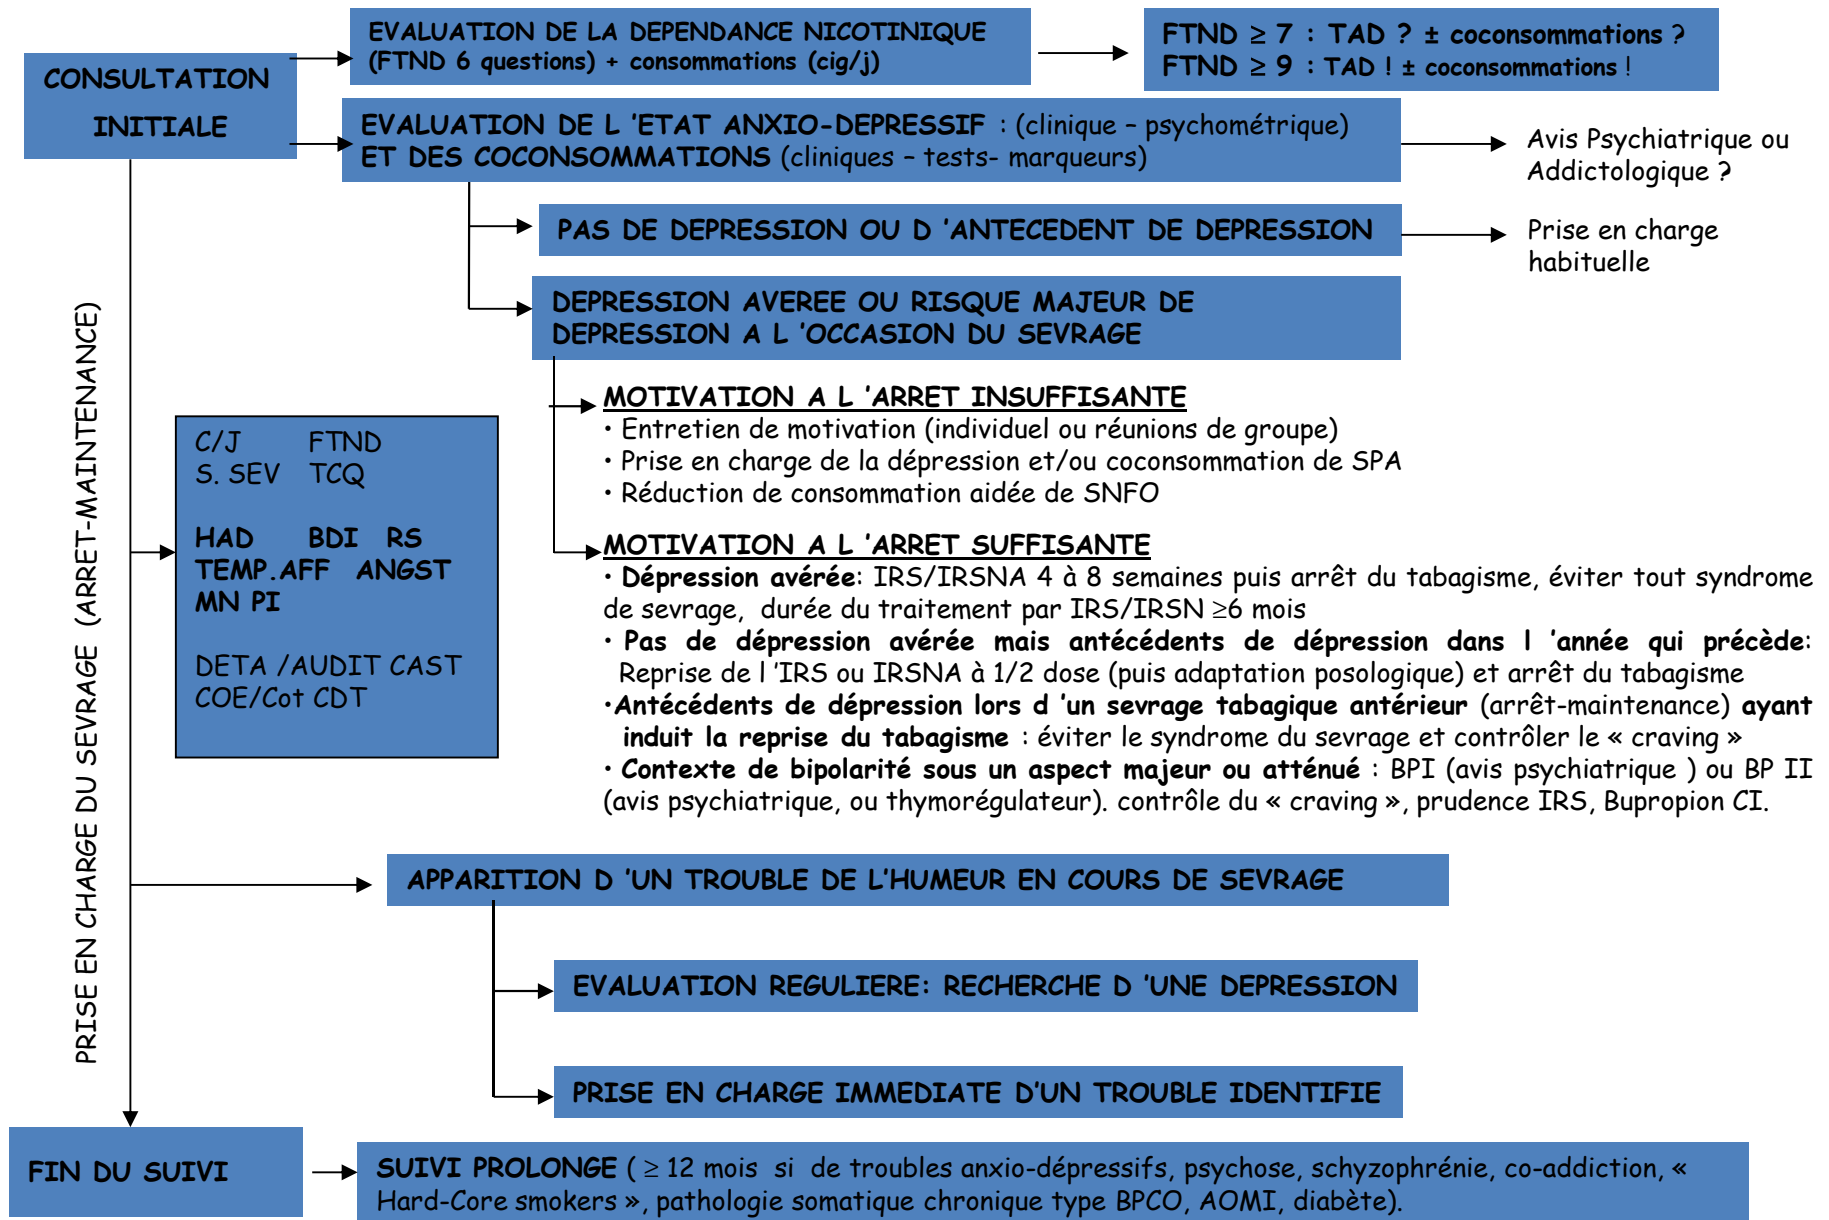 CONSULTATION
INITIALE
EVALUATION DE LA DEPENDANCE NICOTINIQUE
(FTND 6 questions) + consommations (cig/j)
FTND ≥ 7 : TAD ? ± coconsommations ?
FTND ≥ 9 : TAD ! ± coconsommations !
EVALUATION DE L 'ETAT ANXIO-DEPRESSIF : (clinique – psychométrique)
ET DES COCONSOMMATIONS (cliniques – tests- marqueurs)
Avis Psychiatrique ou
Addictologique ?
PAS DE DEPRESSION OU D 'ANTECEDENT DE DEPRESSION
Prise en charge
habituelle
DEPRESSION AVEREE OU RISQUE MAJEUR DE
DEPRESSION A L 'OCCASION DU SEVRAGE
PRISE EN CHARGE DU SEVRAGE (ARRET-MAINTENANCE)
MOTIVATION A L 'ARRET INSUFFISANTE
• Entretien de motivation (individuel ou réunions de groupe)
• Prise en charge de la dépression et/ou coconsommation de SPA
• Réduction de consommation aidée de SNFO
C/J FTND
S. SEV TCQ
HAD BDI RS
TEMP.AFF ANGST
MN PI
DETA /AUDIT CAST
COE/Cot CDT
MOTIVATION A L 'ARRET SUFFISANTE
• Dépression avérée: IRS/IRSNA 4 à 8 semaines puis arrêt du tabagisme, éviter tout syndrome
de sevrage, durée du traitement par IRS/IRSN ≥6 mois
• Pas de dépression avérée mais antécédents de dépression dans l 'année qui précède:
Reprise de l 'IRS ou IRSNA à 1/2 dose (puis adaptation posologique) et arrêt du tabagisme
•Antécédents de dépression lors d 'un sevrage tabagique antérieur (arrêt-maintenance) ayant
induit la reprise du tabagisme : éviter le syndrome du sevrage et contrôler le « craving »
• Contexte de bipolarité sous un aspect majeur ou atténué : BPI (avis psychiatrique ) ou BP II
(avis psychiatrique, ou thymorégulateur). contrôle du « craving », prudence IRS, Bupropion CI.
APPARITION D 'UN TROUBLE DE L'HUMEUR EN COURS DE SEVRAGE
EVALUATION REGULIERE: RECHERCHE D 'UNE DEPRESSION
PRISE EN CHARGE IMMEDIATE D'UN TROUBLE IDENTIFIE
FIN DU SUIVI
SUIVI PROLONGE ( ≥ 12 mois si de troubles anxio-dépressifs, psychose, schyzophrénie, co-addiction, «
Hard-Core smokers », pathologie somatique chronique type BPCO, AOMI, diabète).